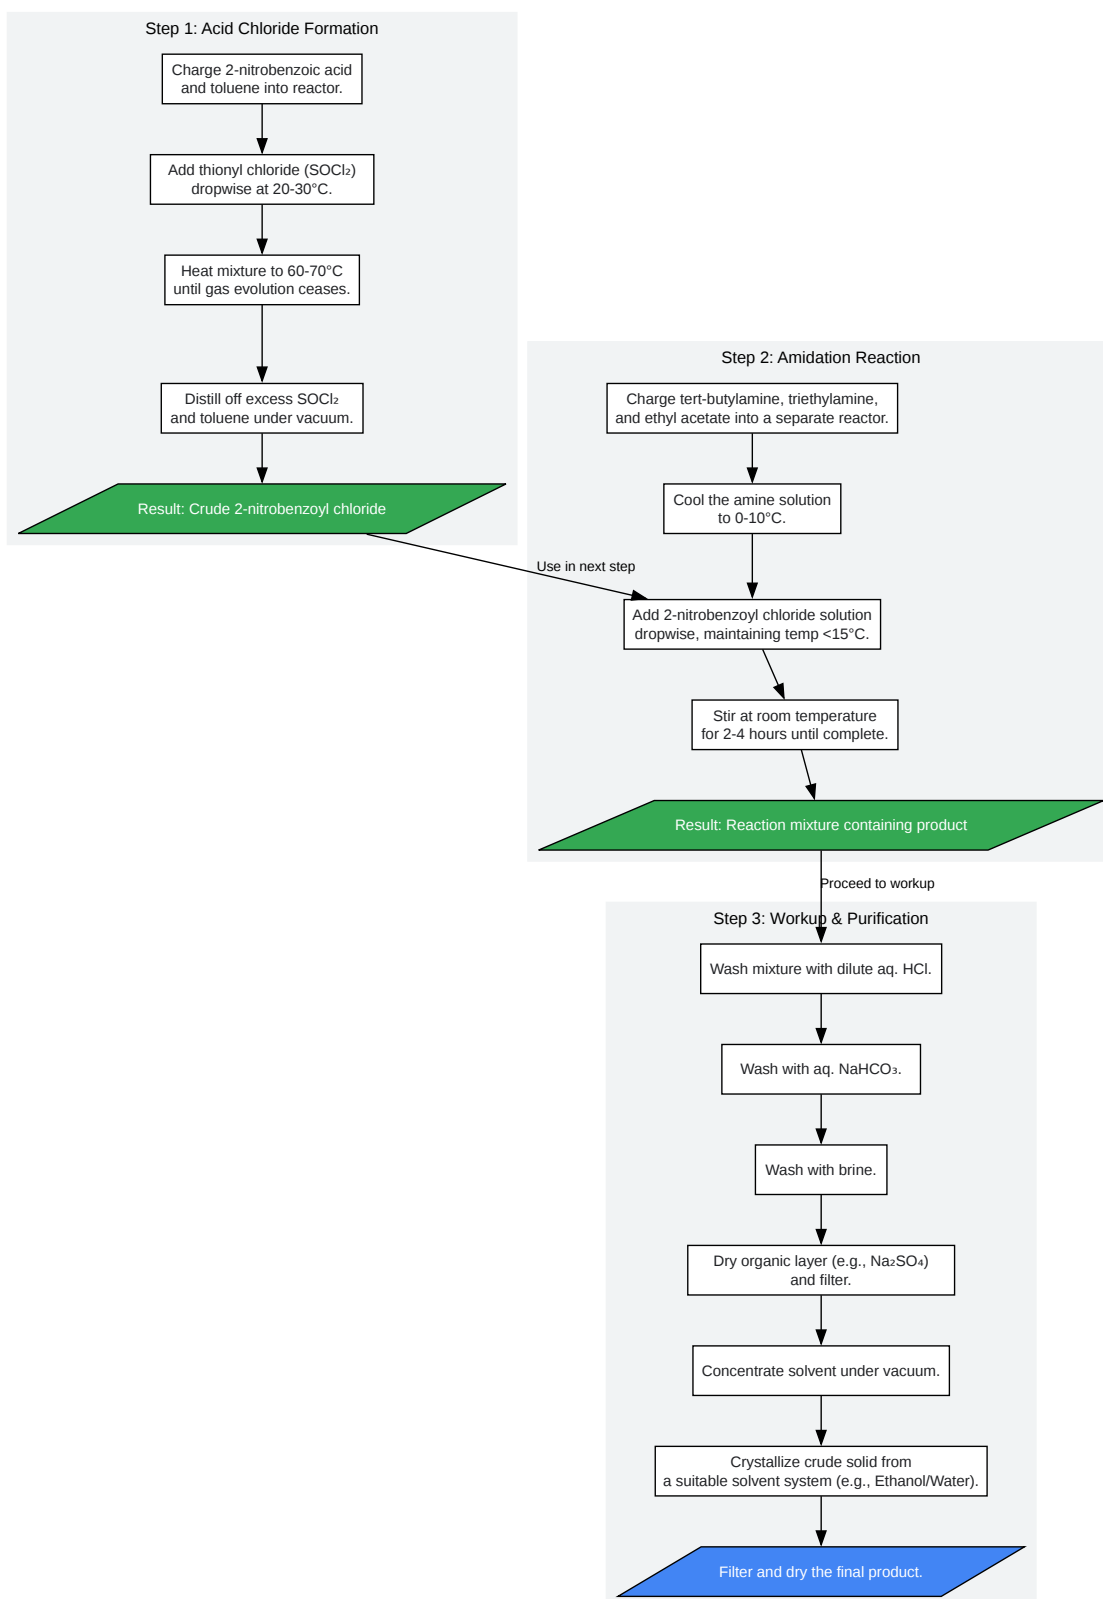 Step 1: Acid Chloride Formation
Charge 2-nitrobenzoic acid
and toluene into reactor.
Add thionyl chloride (SOCl₂)
dropwise at 20-30°C.
Heat mixture to 60-70°C
until gas evolution ceases.
Distill off excess SOCl₂
and toluene under vacuum.
Result: Crude 2-nitrobenzoyl chloride
Use in next step
Step 2: Amidation Reaction
Charge tert-butylamine, triethylamine,
and ethyl acetate into a separate reactor.
Cool the amine solution
to 0-10°C.
Add 2-nitrobenzoyl chloride solution
dropwise, maintaining temp <15°C.
Stir at room temperature
for 2-4 hours until complete.
Result: Reaction mixture containing product
Proceed to workup
Step 3: Workup & Purification
Wash mixture with dilute aq. HCl.
Wash with aq. NaHCO₃.
Wash with brine.
Dry organic layer (e.g., Na₂SO₄)
and filter.
Concentrate solvent under vacuum.
Crystallize crude solid from
a suitable solvent system (e.g., Ethanol/Water).
Filter and dry the final product.